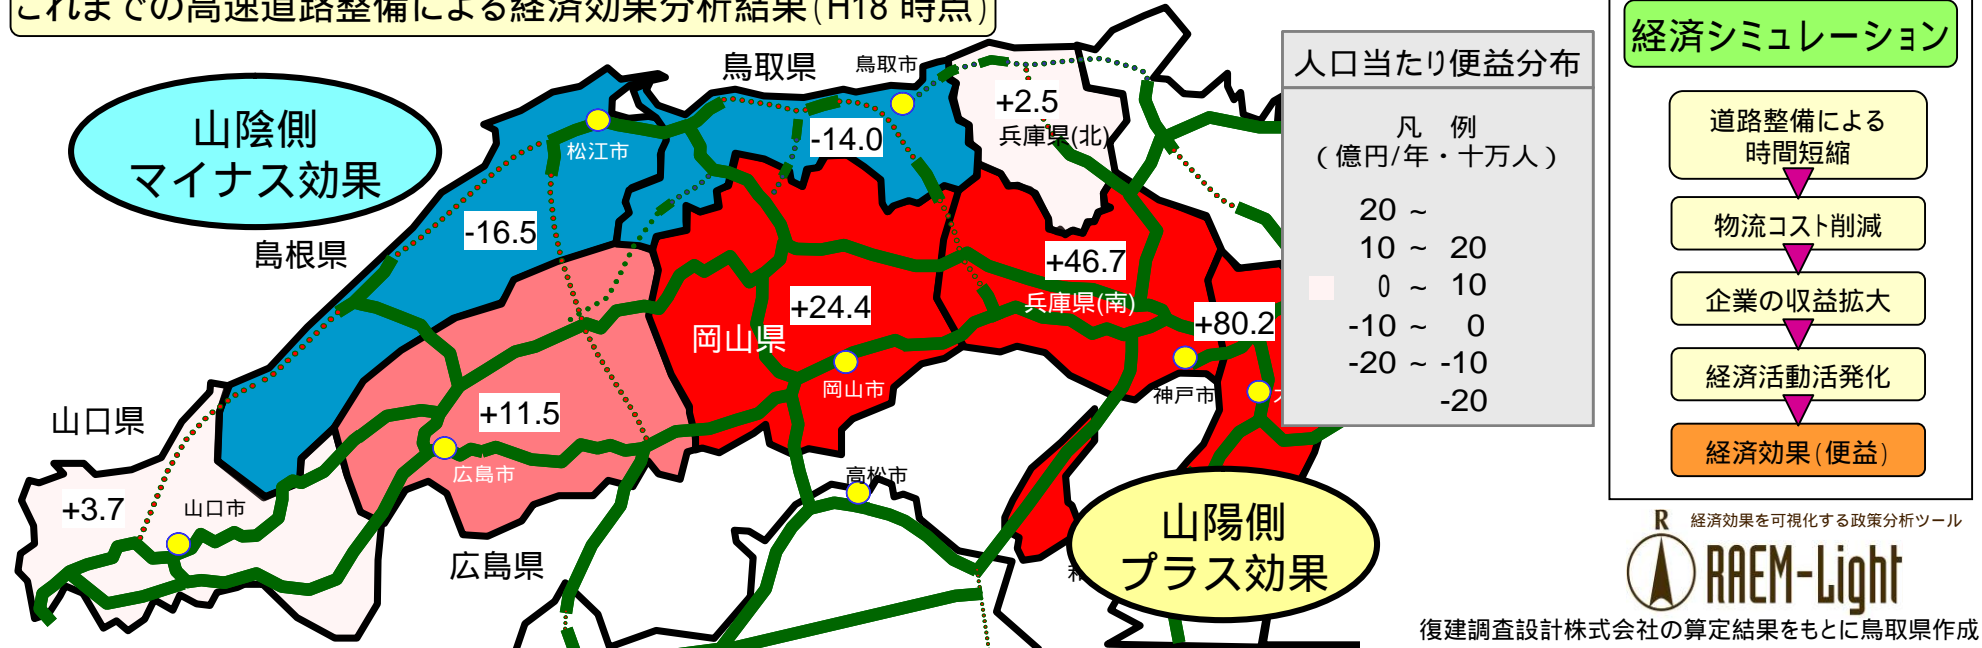 これまでの高速道路整備による経済効果分析結果(H18 時点)
山陰側
マイナス効果
鳥取県
鳥取市
松江市
島根県
-16.5
-14.0
+2.5
兵庫県(北)
+46.7
兵庫県(南)
+24.4
岡山県
岡山市
+80.2
神戸市
+11.5
広島市
広島県
山口県
+3.7
山口市
高松市
山陽側
プラス効果
人口当たり便益分布
凡 例
(億円/年・十万人)
20 ~
10 ~ 20
0 ~ 10
-10 ~ 0
-20 ~ -10
-20
経済シミュレーション
道路整備による
時間短縮
物流コスト削減
企業の収益拡大
経済活動活発化
経済効果(便益)
R 経済効果を可視化する政策分析ツール
RAEM-Light
復建調査設計株式会社の算定結果をもとに鳥取県作成